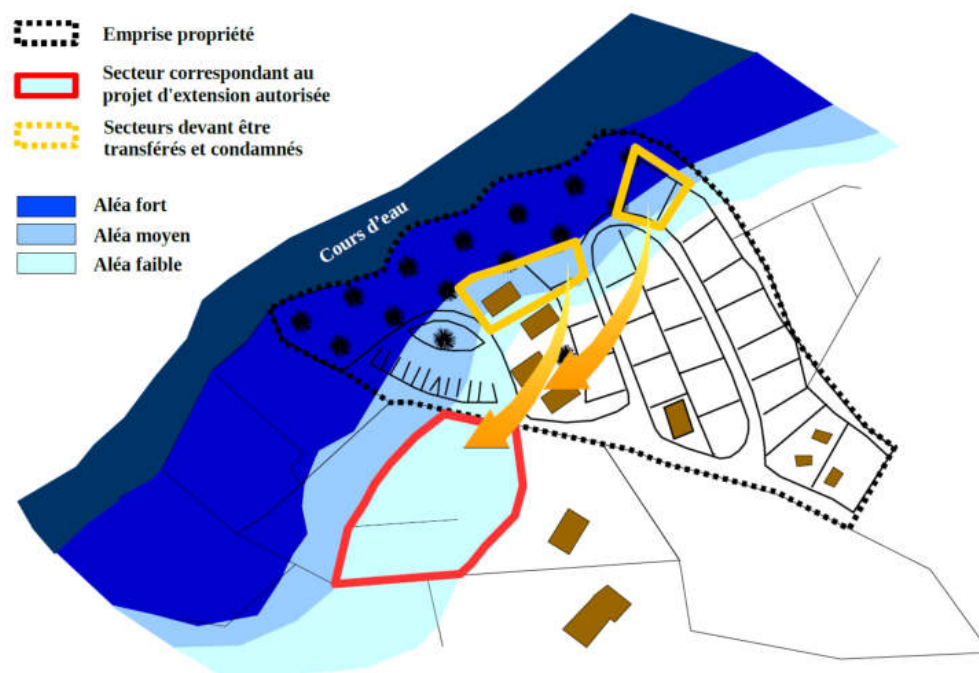 Emprise propriété
Secteur correspondant au
projet d'extension autorisée
Secteurs devant être
transférés et condamnés
Aléa fort
Aléa moyen
Aléa faible
Cours d'eau